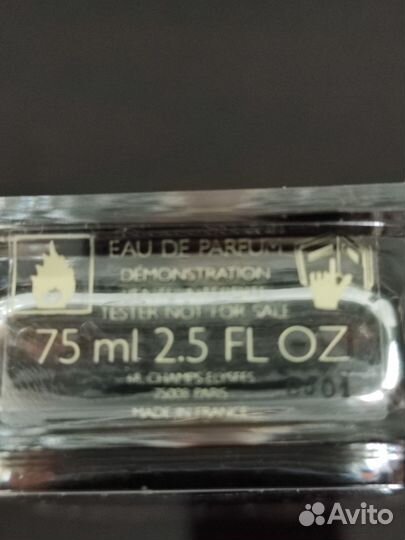 EAU DE PARFUM
DÉMONSTRATION
TESTER NOT FOR SALE
75 ml 2.5 FL OZ
68, CHAMPS-ELYSÉES
75008 PARIS
MADE IN FRANCE
Avito